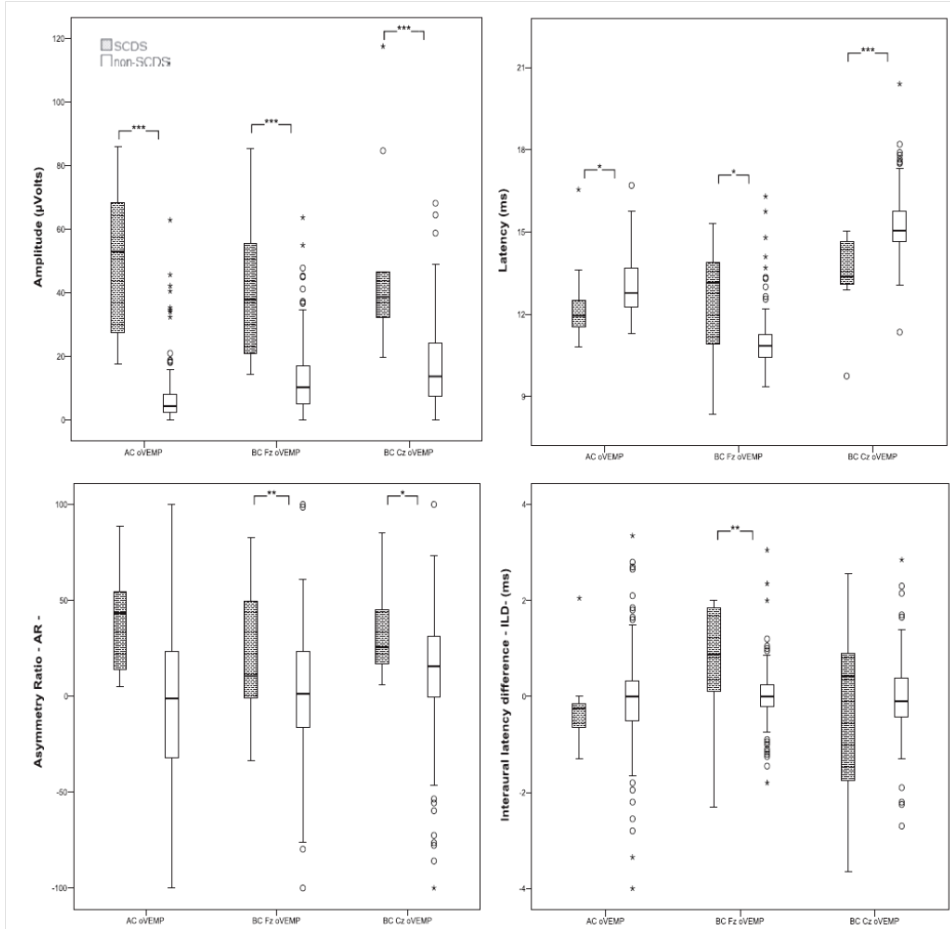 SCDS
non-SCDS
Amplitude (µVolts)
120
100
80
60
40
20
0
***
***
***
AC oVEMP
BC Fz oVEMP
BC Cz oVEMP
Latency (ms)
21
18
15
12
9
*
*
***
AC oVEMP
BC Fz oVEMP
BC Cz oVEMP
Asymmetry Ratio - AR -
100
50
0
-50
-100
**
*
AC oVEMP
BC Fz oVEMP
BC Cz oVEMP
Interaural latency difference - ILD- (ms)
4
2
0
-2
-4
**
AC oVEMP
BC Fz oVEMP
BC Cz oVEMP